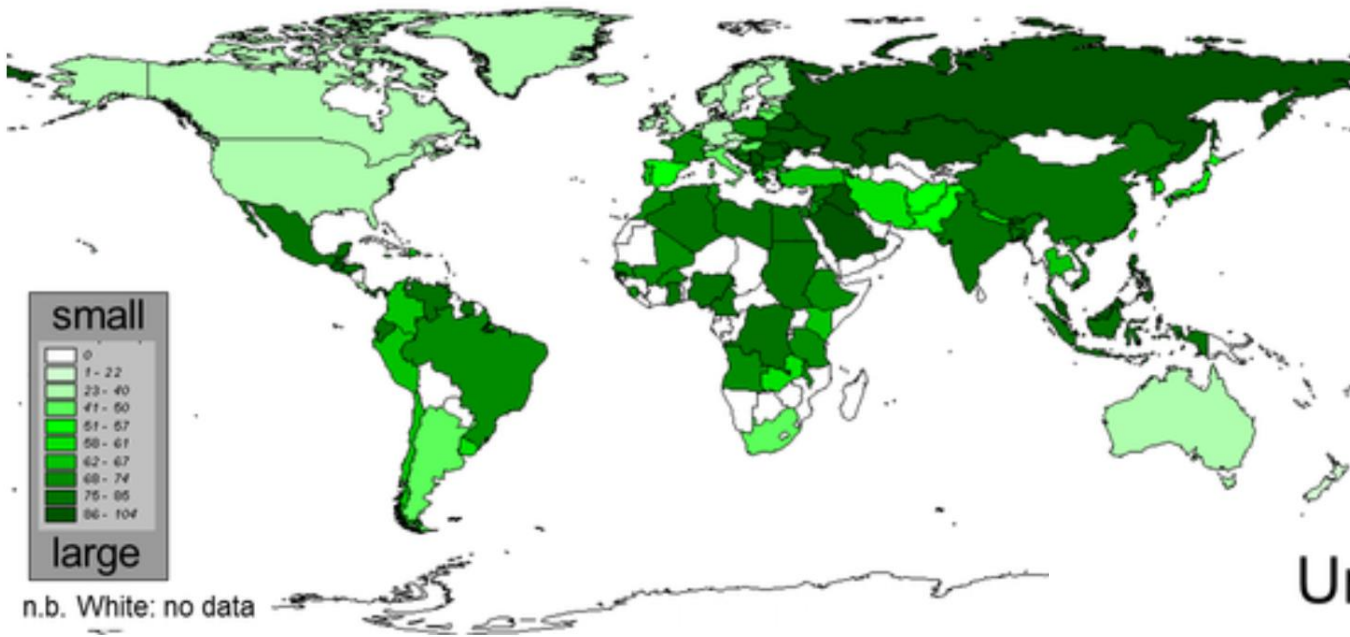 small
0
1 - 22
23 - 40
41 - 50
51 - 57
58 - 61
62 - 67
68 - 74
75 - 85
86 - 104
large
n.b. White: no data
Un